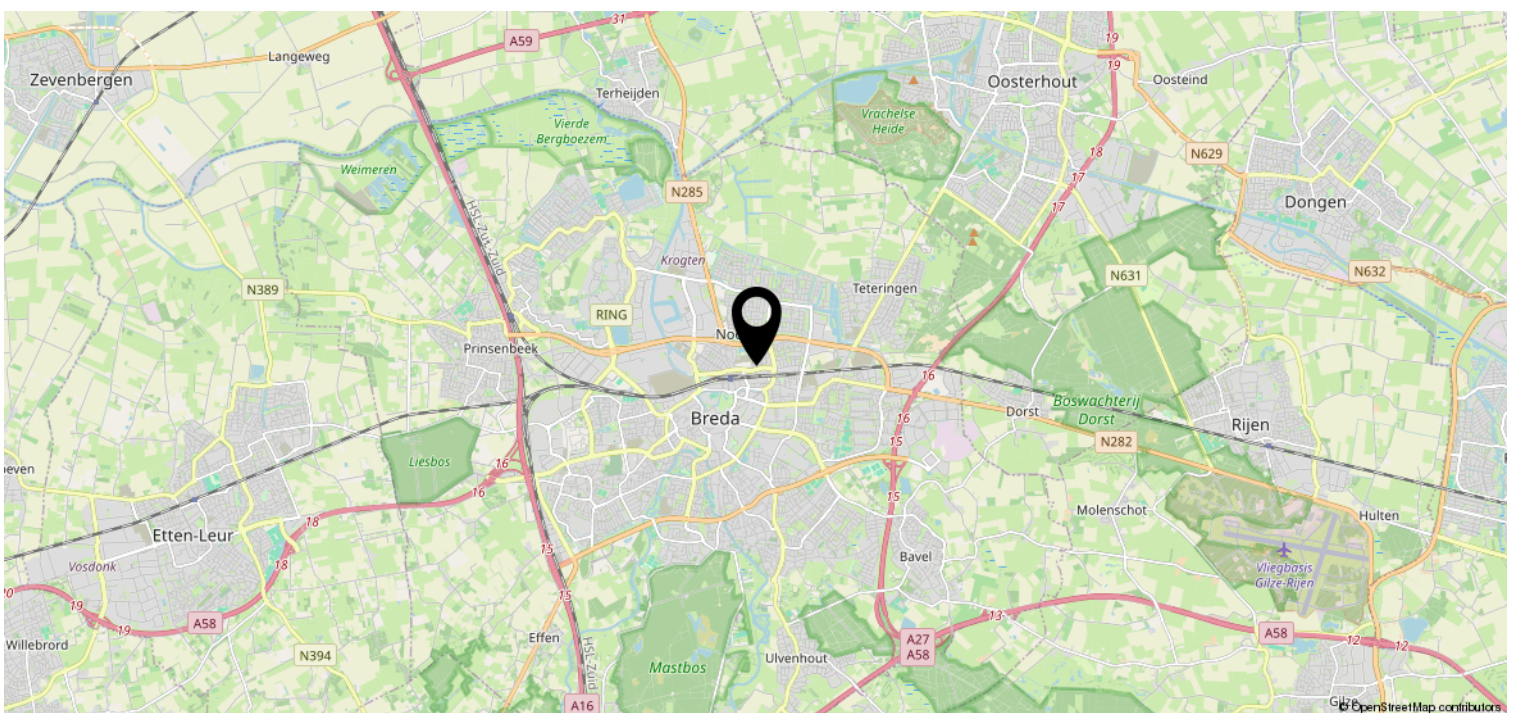 31
A59
Langeweg
Zevenbergen
Terheijden
19
19
Oosterhout
Oosteind
Vrachelse
Heide
Vierde
Bergboezem
Weimeren
18
N629
17
N285
17
Dongen
HSL-Zuid
Krogten
N389
Teteringen
N631
N632
RING
Prinsenbeek
16
Boswachterij
Dorst
Dorst
16
Breda
Rijen
15
N282
Liesbos
16
16
15
18
Molenschot
Hulten
Etten-Leur
15
Bavel
Vosdonk
18
Vliegbasis
Gilze-Rijen
20
19
15
13
19
A58
A27
A58
A58
12
12
Willebrord
Effen
HSL-Zuid
N394
Ulvenhout
Mastbos
A16
Gilze
© OpenStreetMap contributors